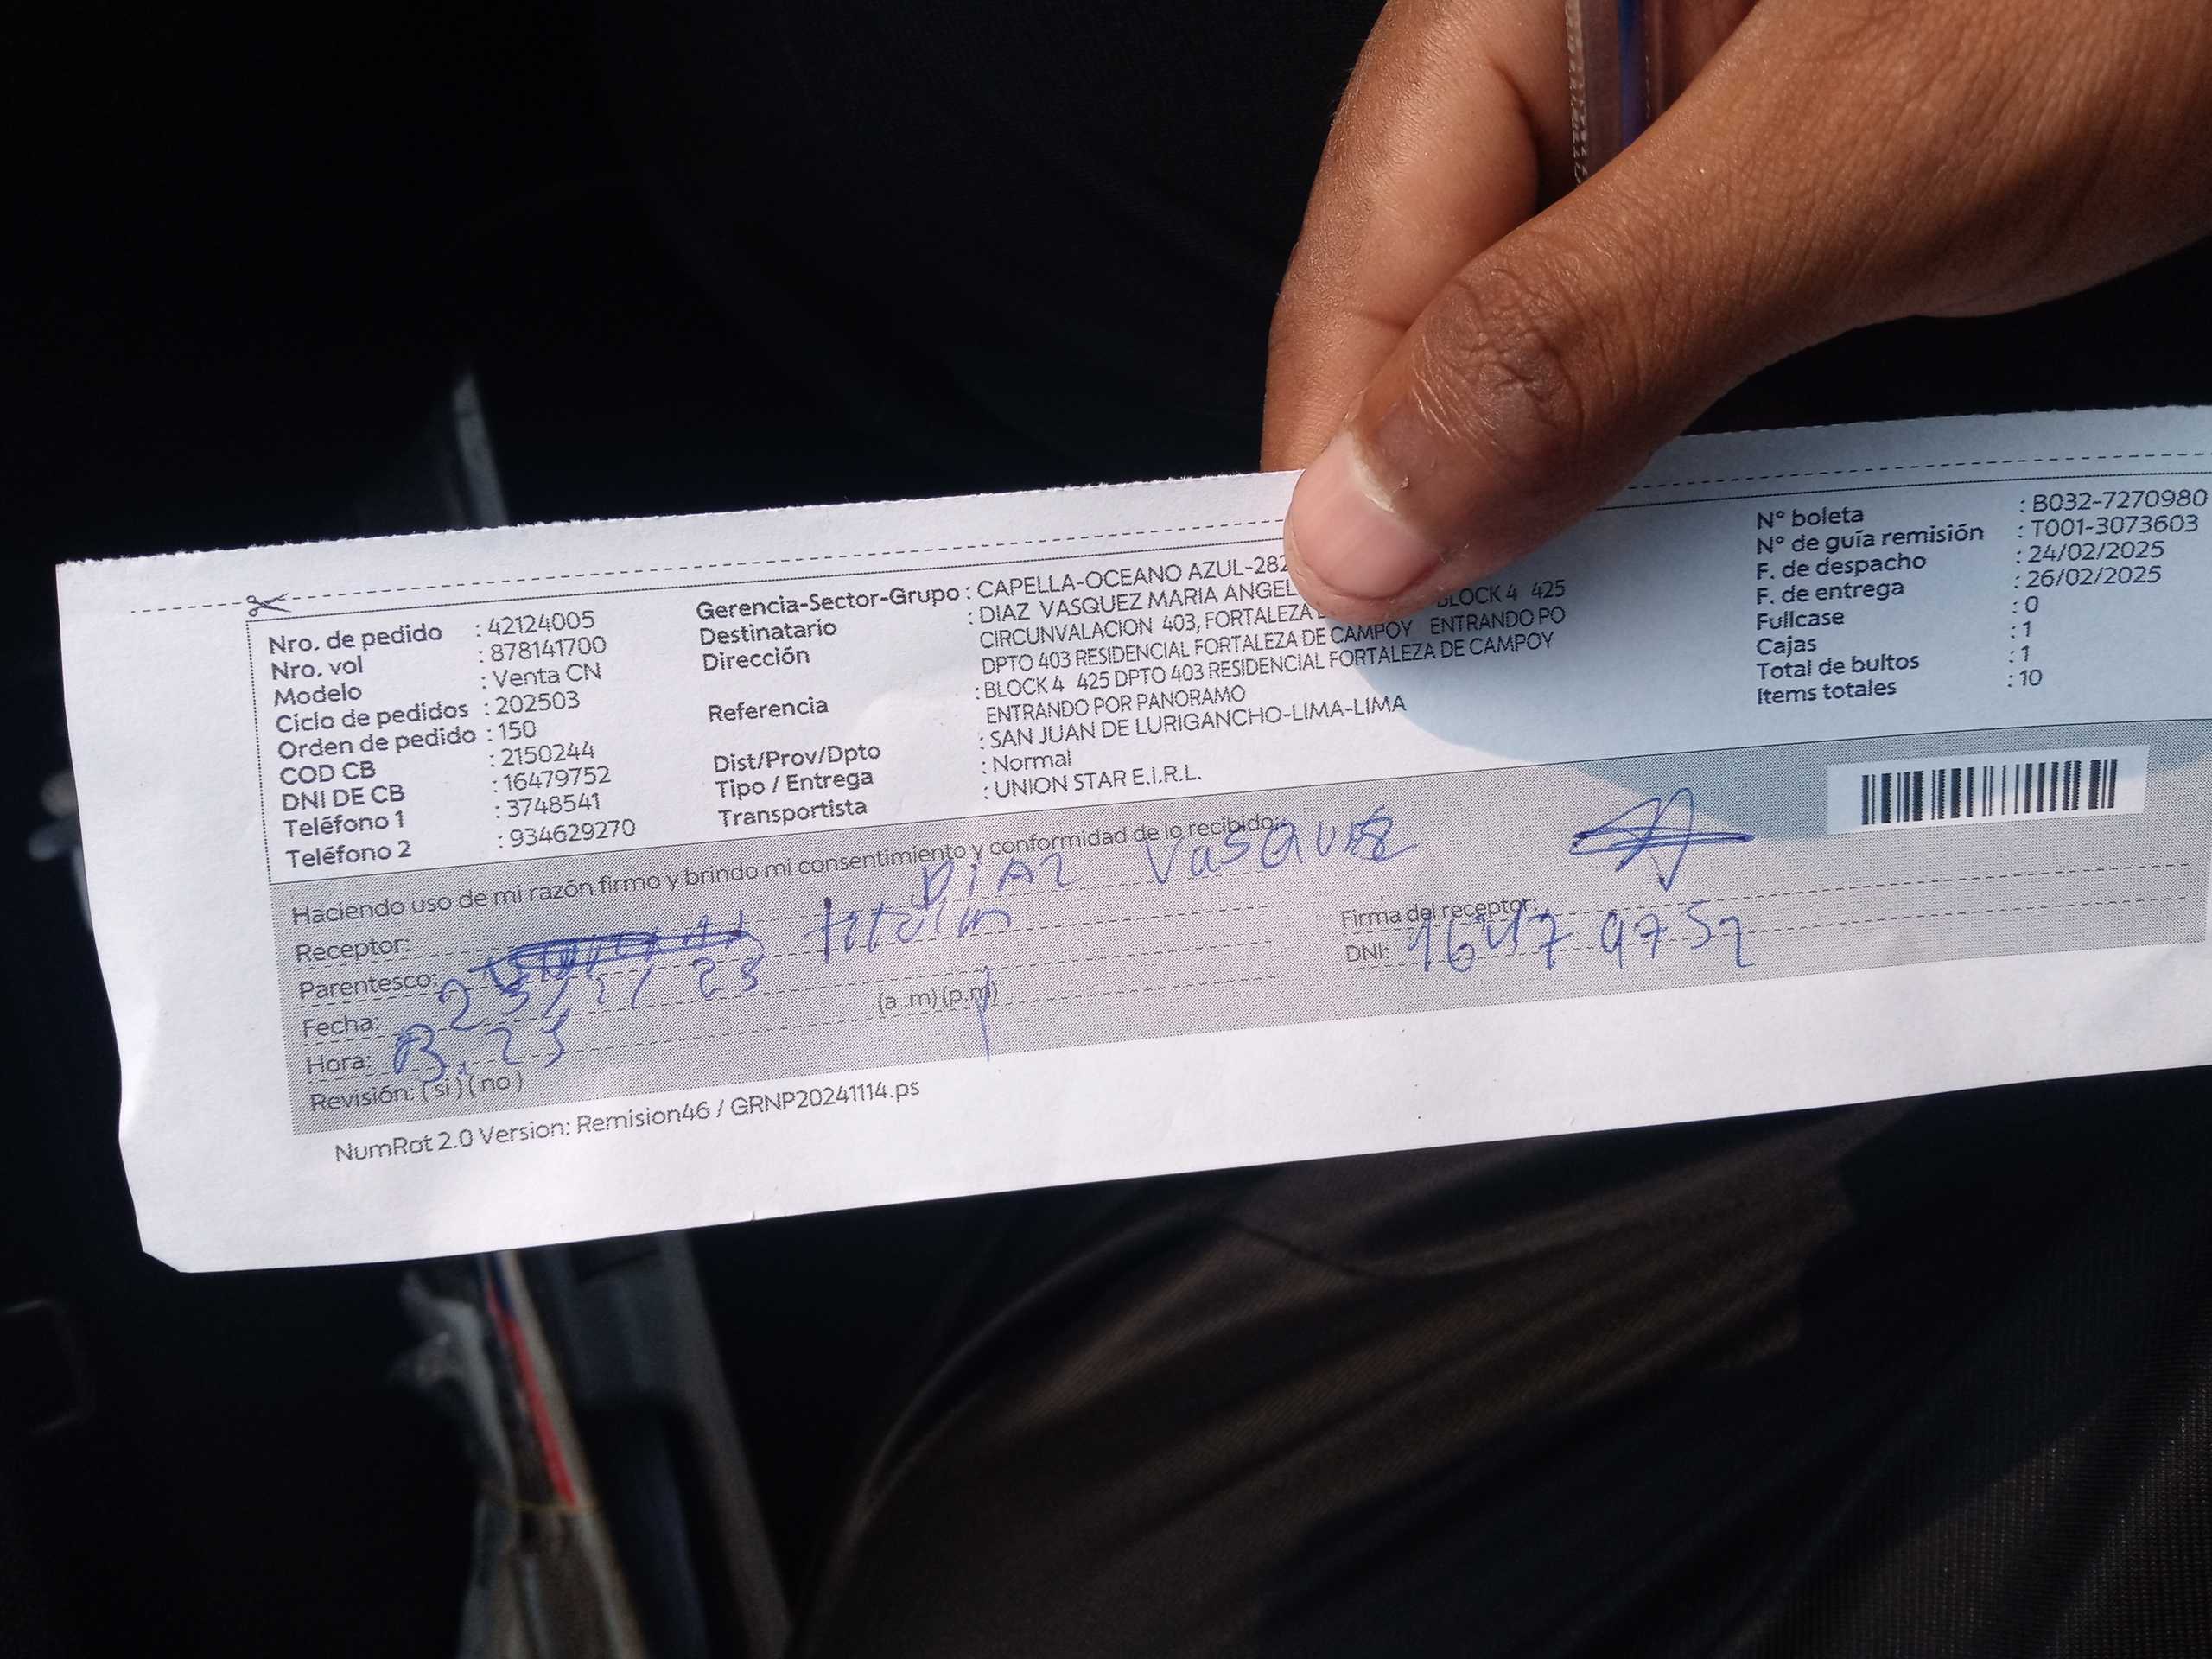 Nro. de pedido : 42124005
Nro. vol : 878141700
Modelo : Venta CN
Ciclo de pedidos : 202503
Orden de pedido : 150
COD CB : 2150244
DNI DE CB : 16479752
Teléfono 1 : 3748541
Teléfono 2 : 934629270
Gerencia-Sector-Grupo : CAPELLA-OCEANO AZUL-282
Destinatario : DIAZ VASQUEZ MARIA ANGEL
Dirección CIRCUNVALACION 403, FORTALEZA BLOCK 4 425
DPTO 403 RESIDENCIAL FORTALEZA DE CAMPOY ENTRANDO PO
Referencia : BLOCK 4 425 DPTO 403 RESIDENCIAL FORTALEZA DE CAMPOY
ENTRANDO POR PANORAMO
Dist/Prov/Dpto : SAN JUAN DE LURIGANCHO-LIMA-LIMA
Tipo / Entrega : Normal
Transportista : UNION STAR E.I.R.L.
Nº boleta : B032-7270980
Nº de guía remisión : T001-3073603
F. de despacho : 24/02/2025
F. de entrega : 26/02/2025
Fullcase : 0
Cajas : 1
Total de bultos : 1
Items totales : 10
Haciendo uso de mi razón firmo y brindo mi consentimiento y conformidad de lo recibido:
Receptor: DIAZ VASQUEZ
Parentesco:
Fecha:
Hora: (a .m) (p.m)
Revisión: ( si ) ( no )
Firma del receptor:
DNI: 16479752
NumRot 2.0 Version: Remision46 / GRNP20241114.ps